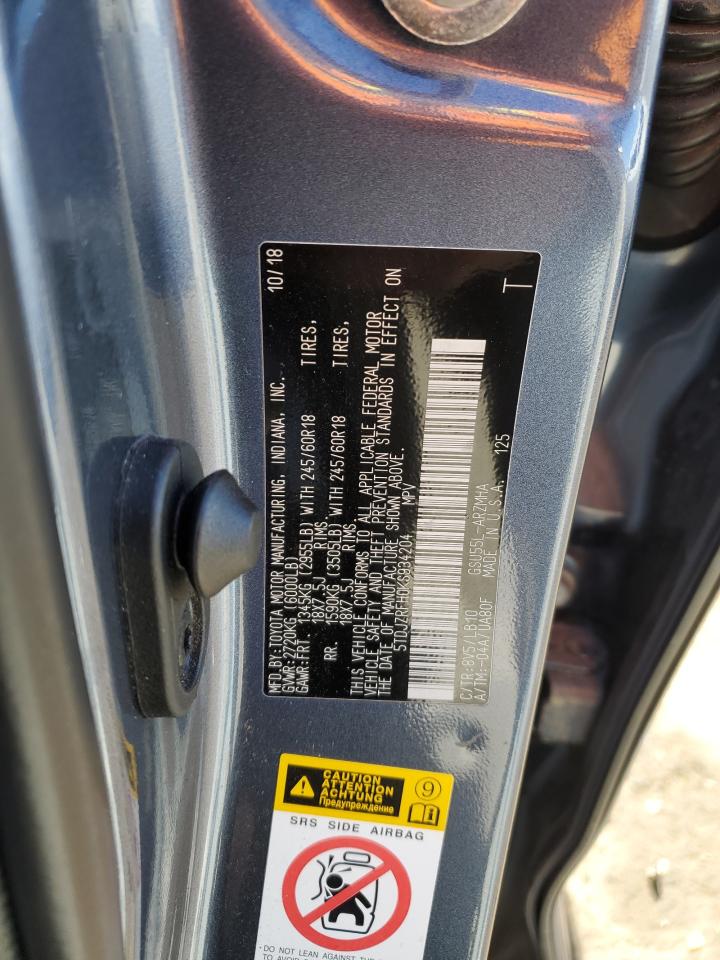 MFD.BY:TOYOTA MOTOR MANUFACTURING, INDIANA, INC. 10/18
GVWR:2720KG (6000LB)
GAWR:FRT. 1345KG (2955LB) WITH 245/60R18 TIRES,
18X7.5J RIMS,
RR. 1590KG (3505LB) WITH 245/60R18 TIRES,
18X7.5J RIMS,
THIS VEHICLE CONFORMS TO ALL APPLICABLE FEDERAL MOTOR
VEHICLE SAFETY AND THEFT PREVENTION STANDARDS IN EFFECT ON
THE DATE OF MANUFACTURE SHOWN ABOVE.
5TDJZRFH0KS934204 MPV
C/TR:8V5/LB10 GSU55L-ARZMHA
A/TM:-04A/UA80F MADE IN U.S.A. 125 T
CAUTION
ATTENTION
ACHTUNG
Предупреждение
9
SRS SIDE AIRBAG
· DO NOT LEAN AGAINST